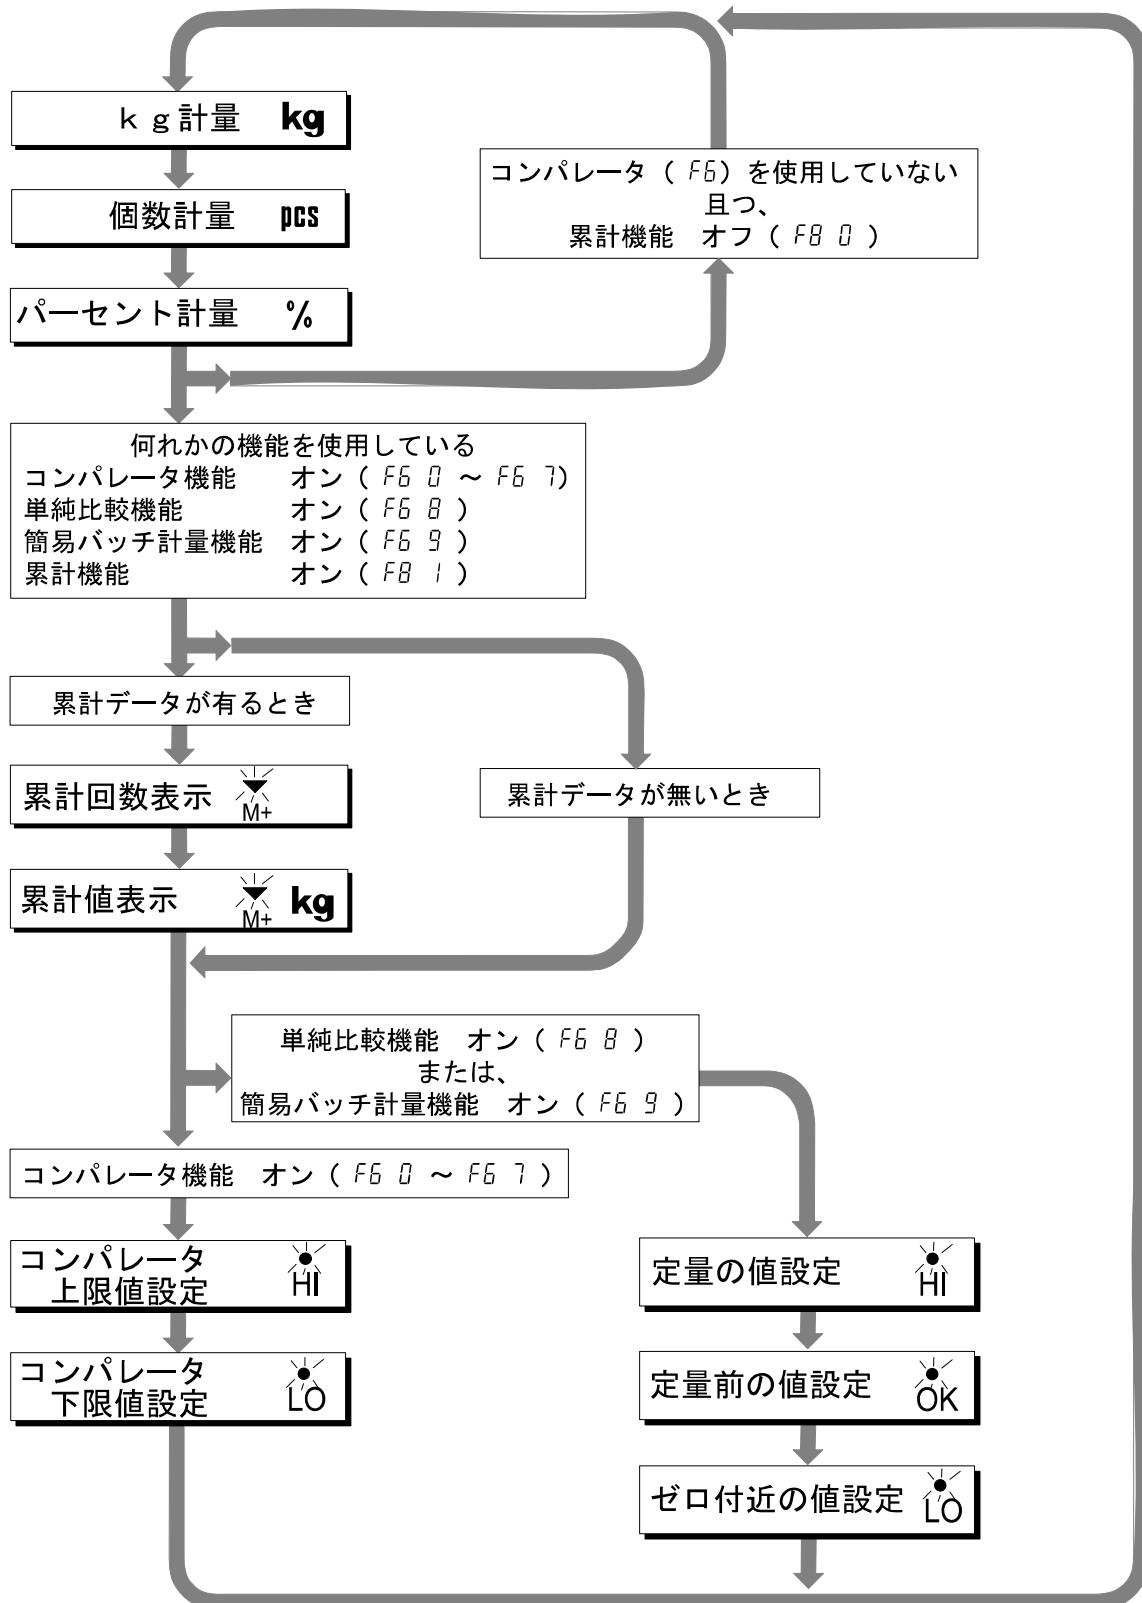 kg計量 kg
コンパレータ（F6）を使用していない
且つ、
累計機能 オフ（F8 0）
個数計量 pcs
パーセント計量 %
何れかの機能を使用している
コンパレータ機能 オン（F6 0 〜 F6 7）
単純比較機能 オン（F6 8）
簡易バッチ計量機能 オン（F6 9）
累計機能 オン（F8 1）
累計データが有るとき
累計回数表示 M+
累計データが無いとき
累計値表示 M+ kg
単純比較機能 オン（F6 8）
または、
簡易バッチ計量機能 オン（F6 9）
コンパレータ機能 オン（F6 0 〜 F6 7）
コンパレータ
上限値設定 HI
コンパレータ
下限値設定 LO
定量の値設定 HI
定量前の値設定 OK
ゼロ付近の値設定 LO